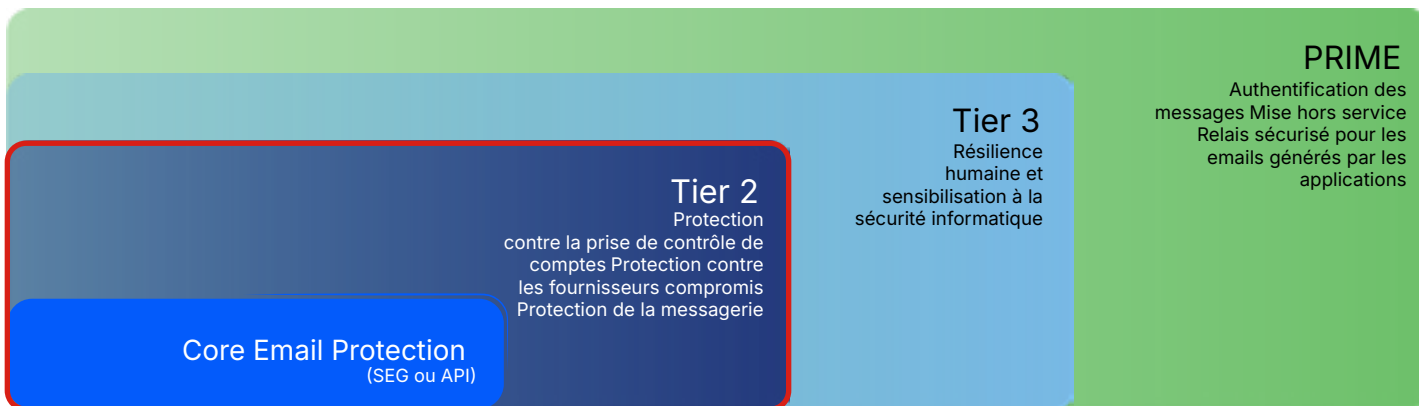 PRIME
Authentification des
messages Mise hors service
Relais sécurisé pour les
emails générés par les
applications
Tier 3
Résilience
humaine et
sensibilisation à la
sécurité informatique
Tier 2
Protection
contre la prise de contrôle de
comptes Protection contre
les fournisseurs compromis
Protection de la messagerie
Core Email Protection
(SEG ou API)